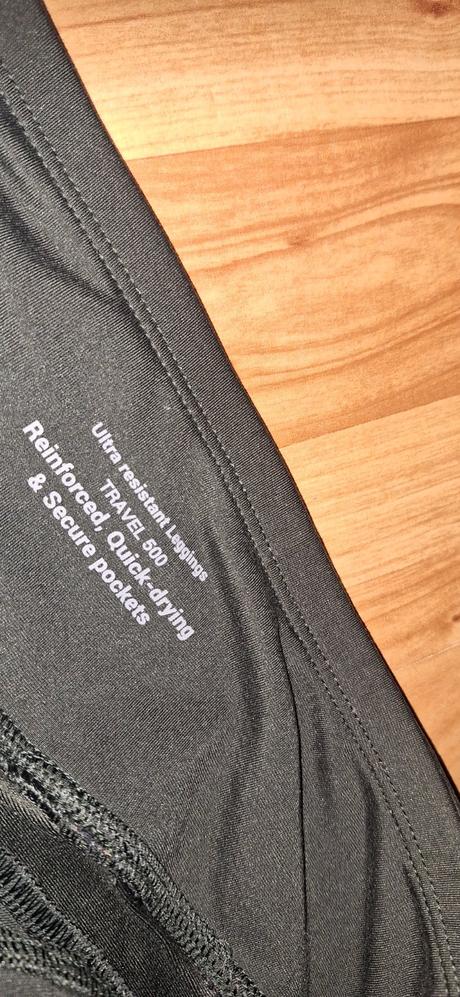 Ultra resistant Leggings
TRAVEL 500
Reinforced, Quick-drying
& Secure pockets